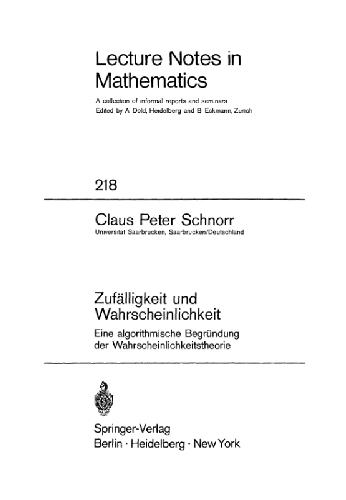 Lecture Notes in
Mathematics
A collection of informal reports and seminars
Edited by A. Dold, Heidelberg and B. Eckmann, Zürich
218
Claus Peter Schnorr
Universität Saarbrücken, Saarbrücken/Deutschland
Zufälligkeit und
Wahrscheinlichkeit
Eine algorithmische Begründung
der Wahrscheinlichkeitstheorie
Springer-Verlag
Berlin · Heidelberg · New York